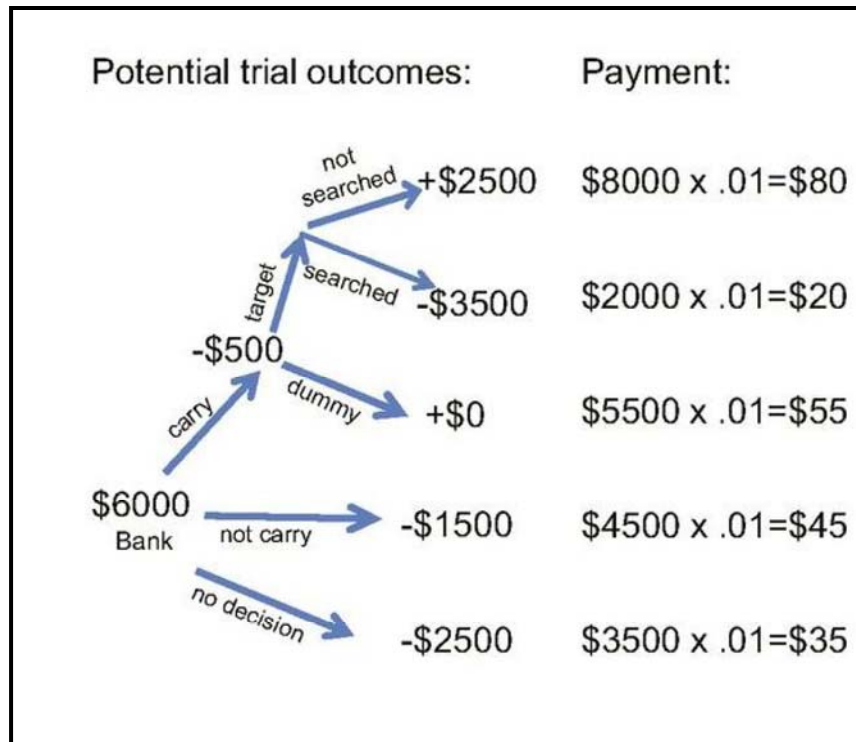 Potential trial outcomes: Payment:
not
searched
+$2500 $8000 x .01=$80
target
searched
-$3500 $2000 x .01=$20
-$500
dummy
carry
+$0 $5500 x .01=$55
$6000
Bank
not carry
-$1500 $4500 x .01=$45
no decision
-$2500 $3500 x .01=$35